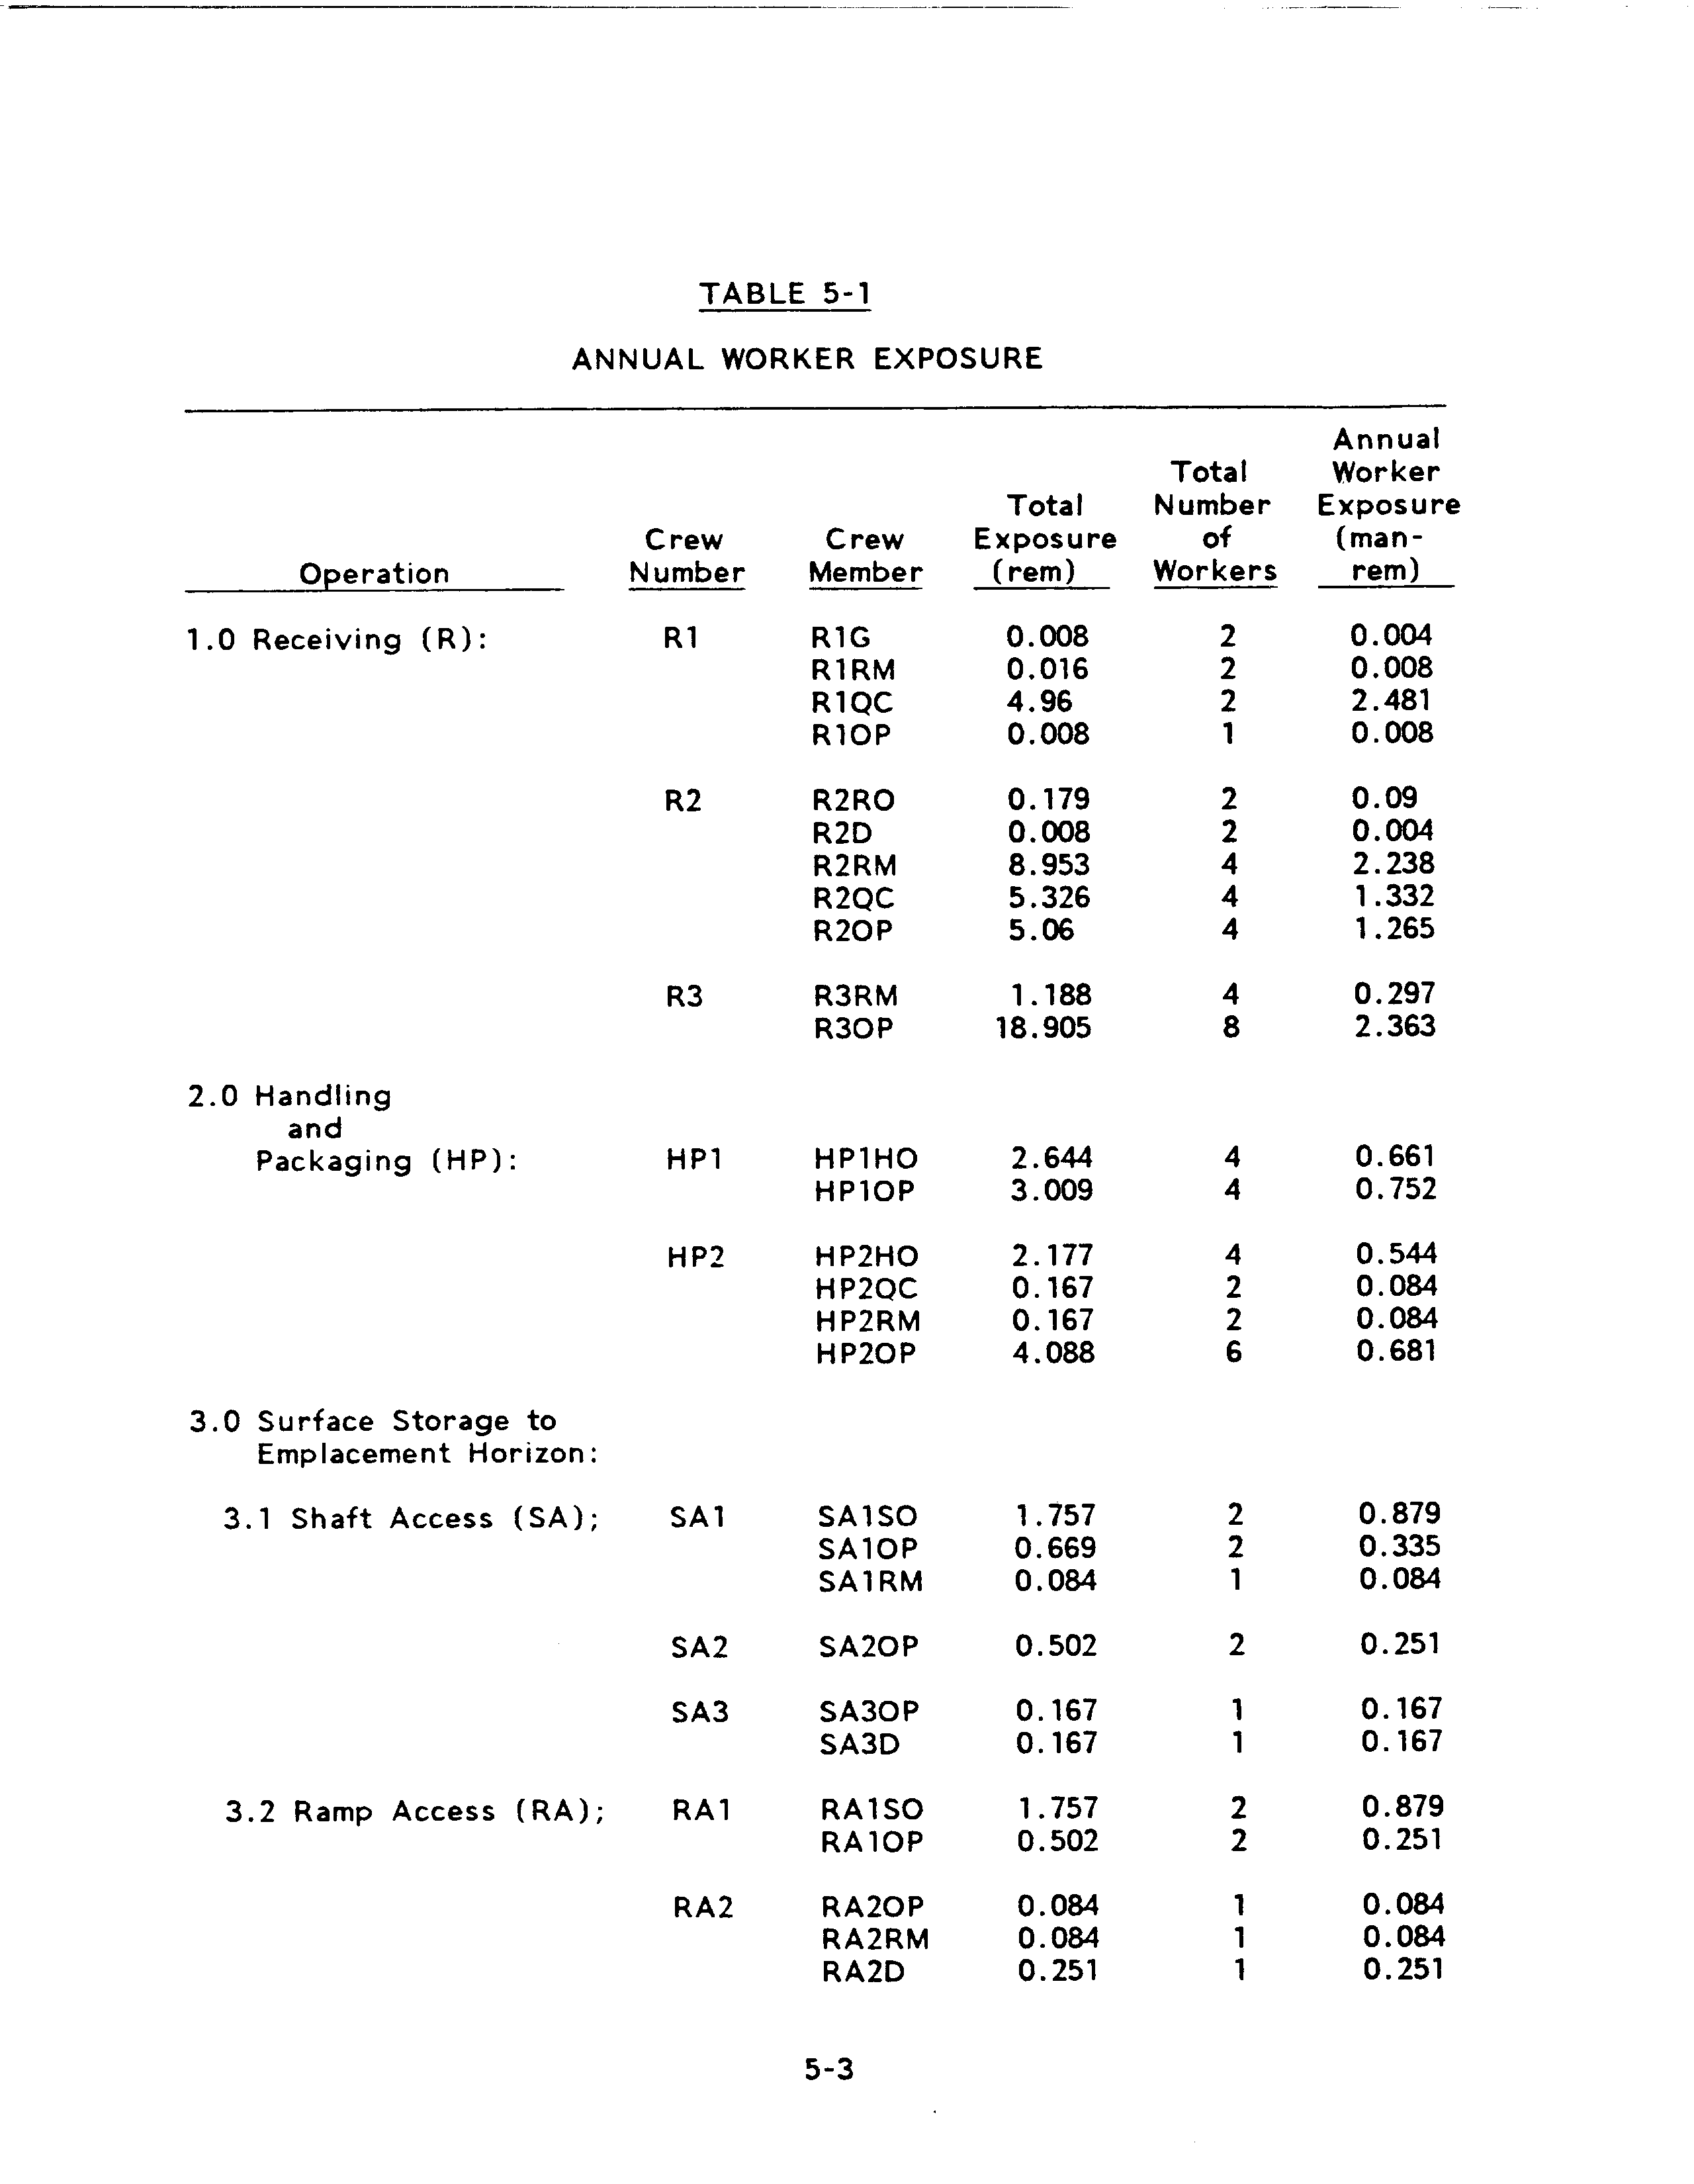 TABLE 5-1
ANNUAL WORKER EXPOSURE
Annual
Total Worker
Total Number Exposure
Crew Crew Exposure of (man-
Operation Number Member (rem) Workers rem)
1.0 Receiving (R): R1 R1G 0.008 2 0.004
R1RM 0.016 2 0.008
R1QC 4.96 2 2.481
R1OP 0.008 1 0.008
R2 R2RO 0.179 2 0.09
R2D 0.008 2 0.004
R2RM 8.953 4 2.238
R2QC 5.326 4 1.332
R2OP 5.06 4 1.265
R3 R3RM 1.188 4 0.297
R3OP 18.905 8 2.363
2.0 Handling
and
Packaging (HP): HP1 HP1HO 2.644 4 0.661
HP1OP 3.009 4 0.752
HP2 HP2HO 2.177 4 0.544
HP2QC 0.167 2 0.084
HP2RM 0.167 2 0.084
HP2OP 4.088 6 0.681
3.0 Surface Storage to
Emplacement Horizon:
3.1 Shaft Access (SA); SA1 SA1SO 1.757 2 0.879
SA1OP 0.669 2 0.335
SA1RM 0.084 1 0.084
SA2 SA2OP 0.502 2 0.251
SA3 SA3OP 0.167 1 0.167
SA3D 0.167 1 0.167
3.2 Ramp Access (RA); RA1 RA1SO 1.757 2 0.879
RA1OP 0.502 2 0.251
RA2 RA2OP 0.084 1 0.084
RA2RM 0.084 1 0.084
RA2D 0.251 1 0.251
5-3